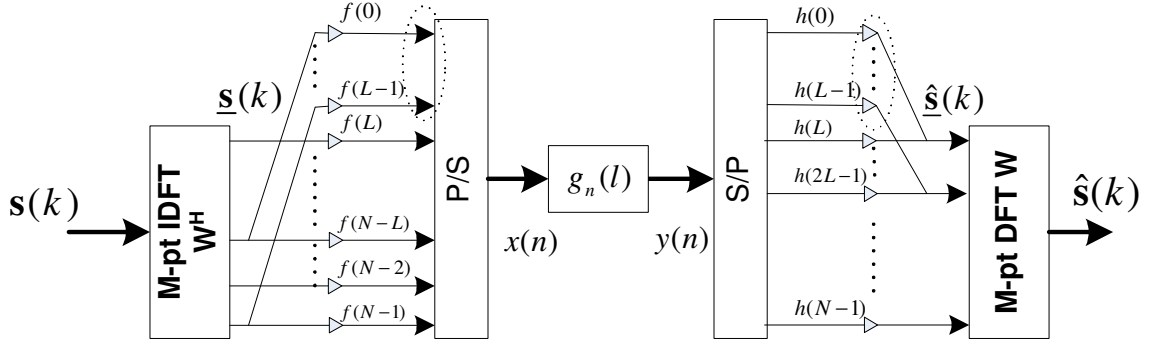 s(k)
M-pt IDFT
W^H
s̲(k)
f(0)
f(L−1)
f(L)
f(N−L)
f(N−2)
f(N−1)
P/S
x(n)
g_n(l)
y(n)
S/P
h(0)
h(L−1)
h(L)
h(2L−1)
h(N−1)
ŝ̲(k)
M-pt DFT W
ŝ(k)